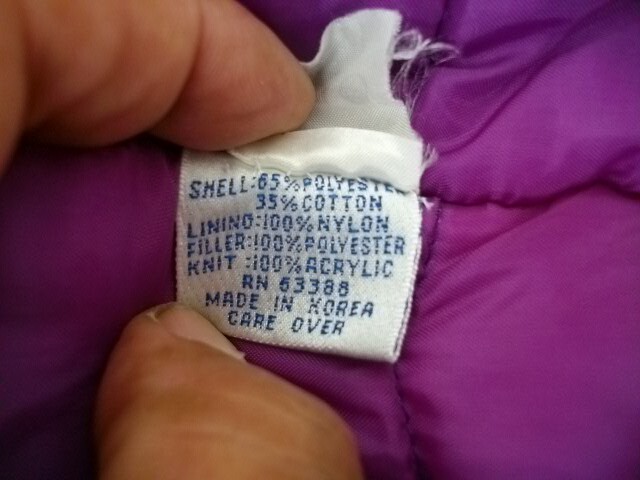 SHELL:65%POLYESTER
35%COTTON
LINING:100%NYLON
FILLER:100%POLYESTER
KNIT :100%ACRYLIC
RN 63388
MADE IN KOREA
CARE OVER